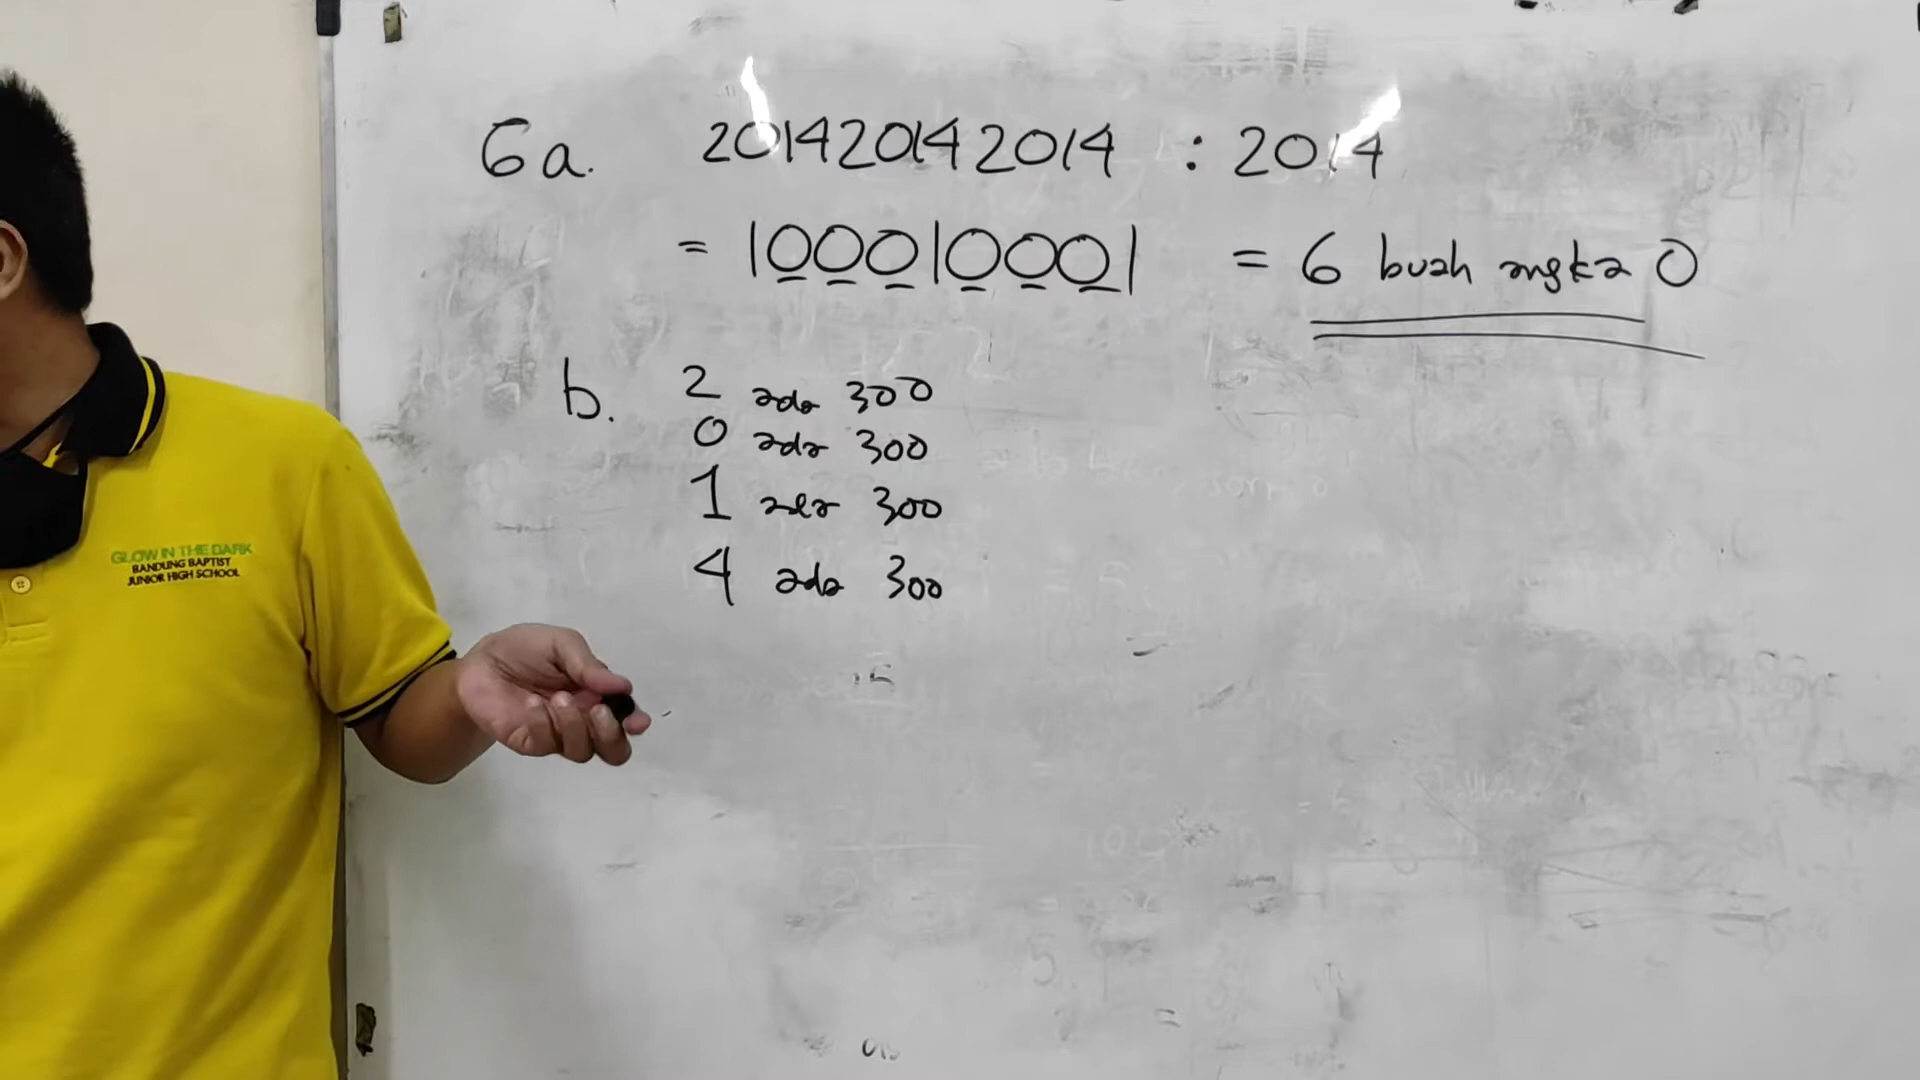 6a. 201420142014 : 2014
= 100010001 = 6 buah angka 0
b. 2 ada 300
0 ada 300
1 ada 300
4 ada 300
GLOW IN THE DARK
BANDUNG BAPTIST
JUNIOR HIGH SCHOOL